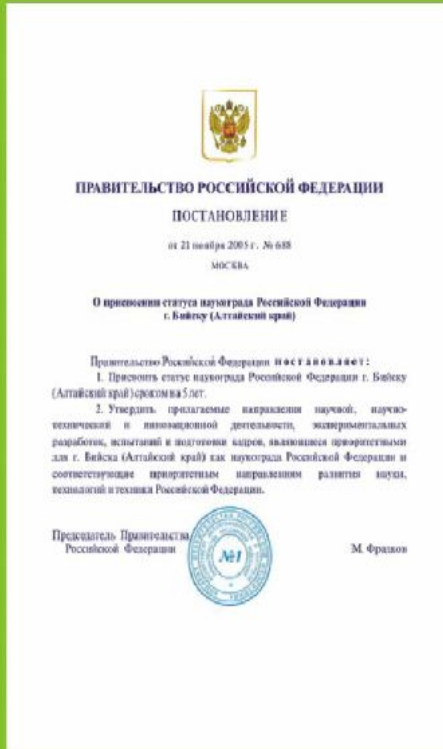 ПРАВИТЕЛЬСТВО РОССИЙСКОЙ ФЕДЕРАЦИИ
ПОСТАНОВЛЕНИЕ
от 21 ноября 2005 г. № 688
МОСКВА
О присвоении статуса наукограда Российской Федерации
г. Бийску (Алтайский край)
Правительство Российской Федерации постановляет:
1. Присвоить статус наукограда Российской Федерации г. Бийску
(Алтайский край) сроком на 5 лет.
2. Утвердить прилагаемые направления научной, научно-
технической и инновационной деятельности, экспериментальных
разработок, испытаний и подготовки кадров, являющиеся приоритетными
для г. Бийска (Алтайский край) как наукограда Российской Федерации и
соответствующие приоритетным направлениям развития науки,
технологий и техники Российской Федерации.
Председатель Правительства
Российской Федерации
№1
М. Фрадков